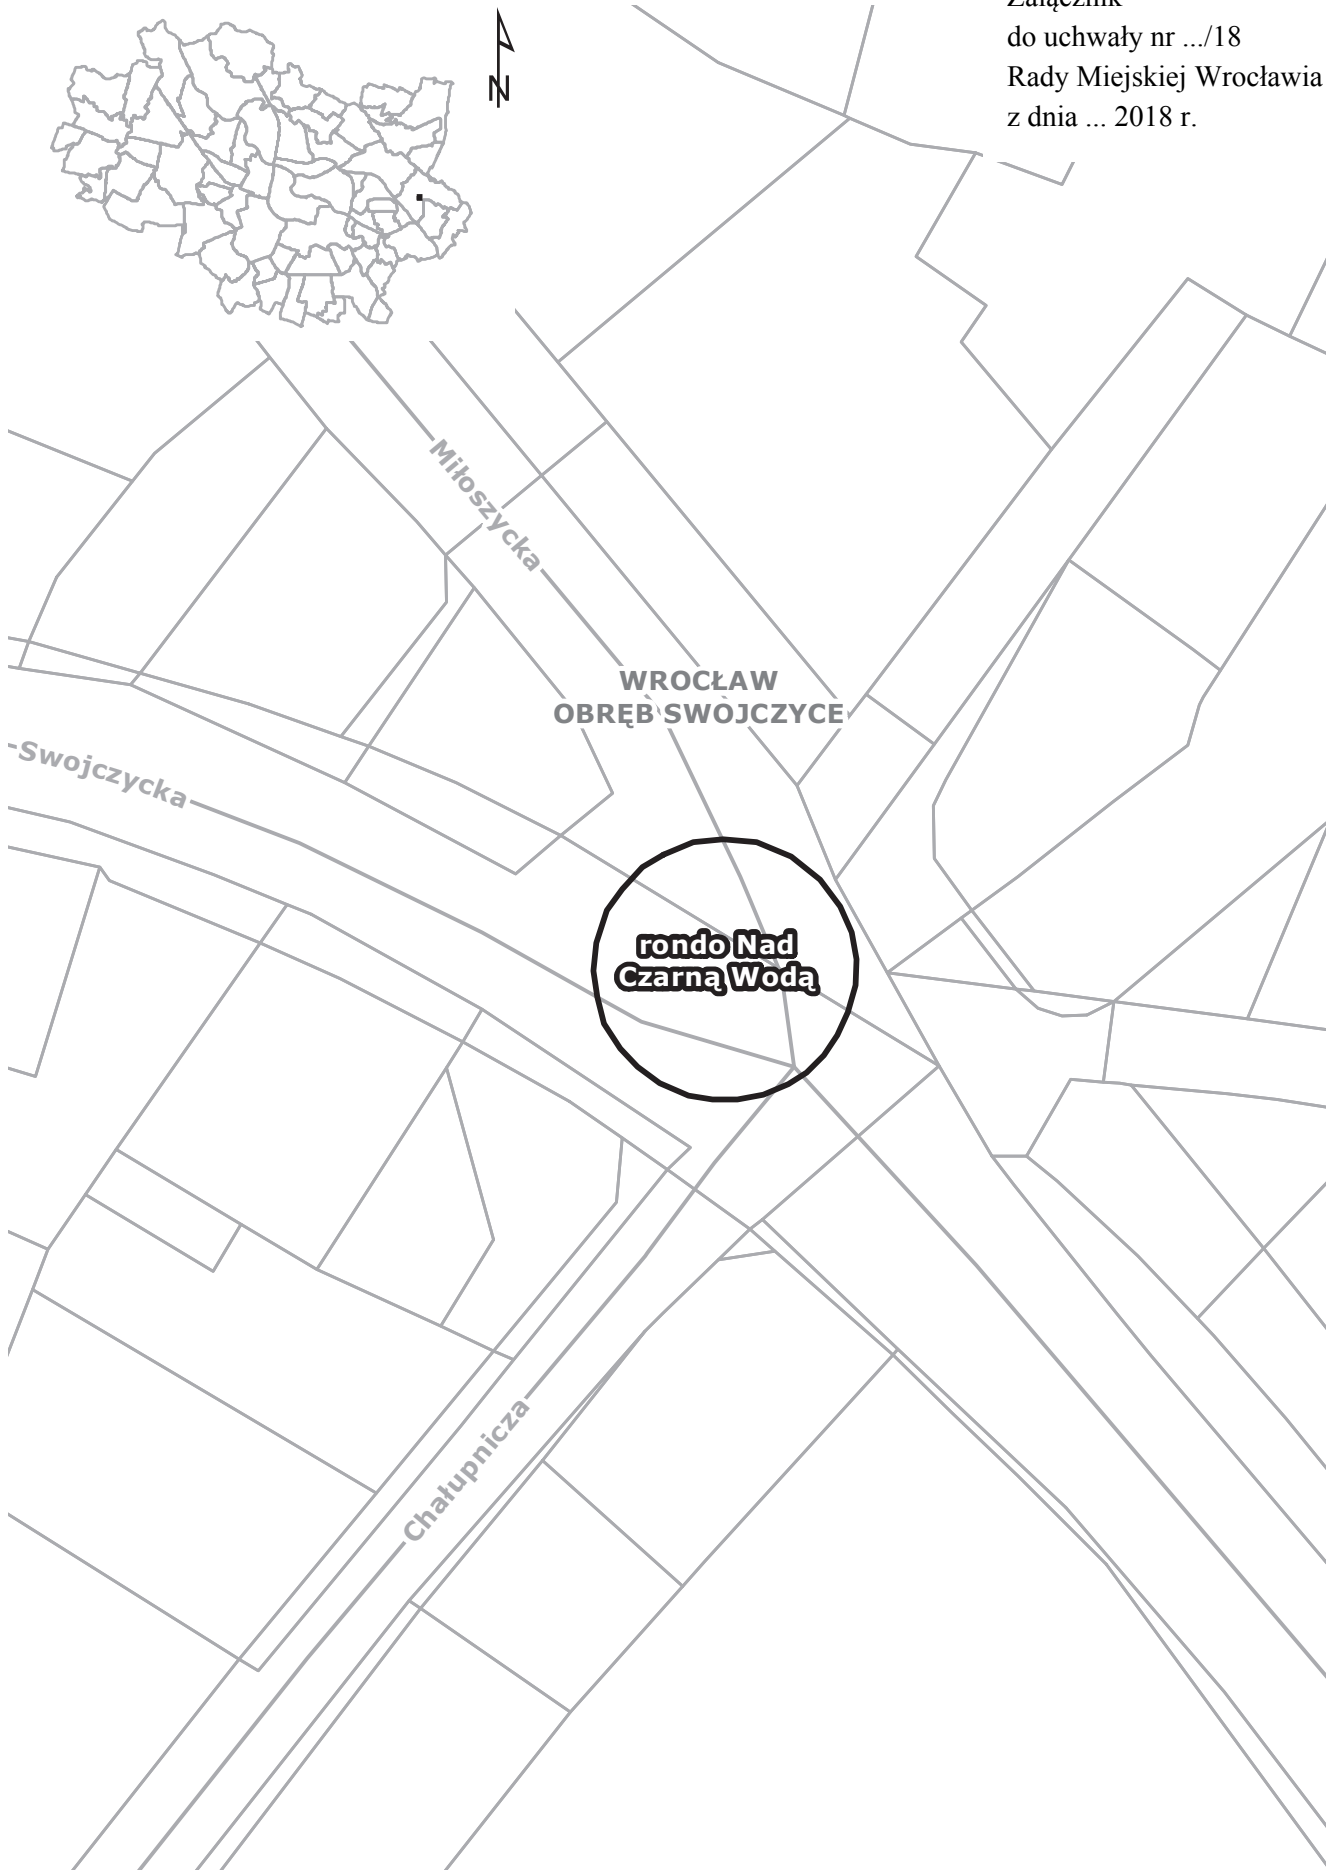 Załącznik
do uchwały nr .../18
Rady Miejskiej Wrocławia
z dnia ... 2018 r.
N
Miłoszycka
WROCŁAW
OBRĘB SWOJCZYCE
Swojczycka
rondo Nad
Czarną Wodą
Chałupnicza